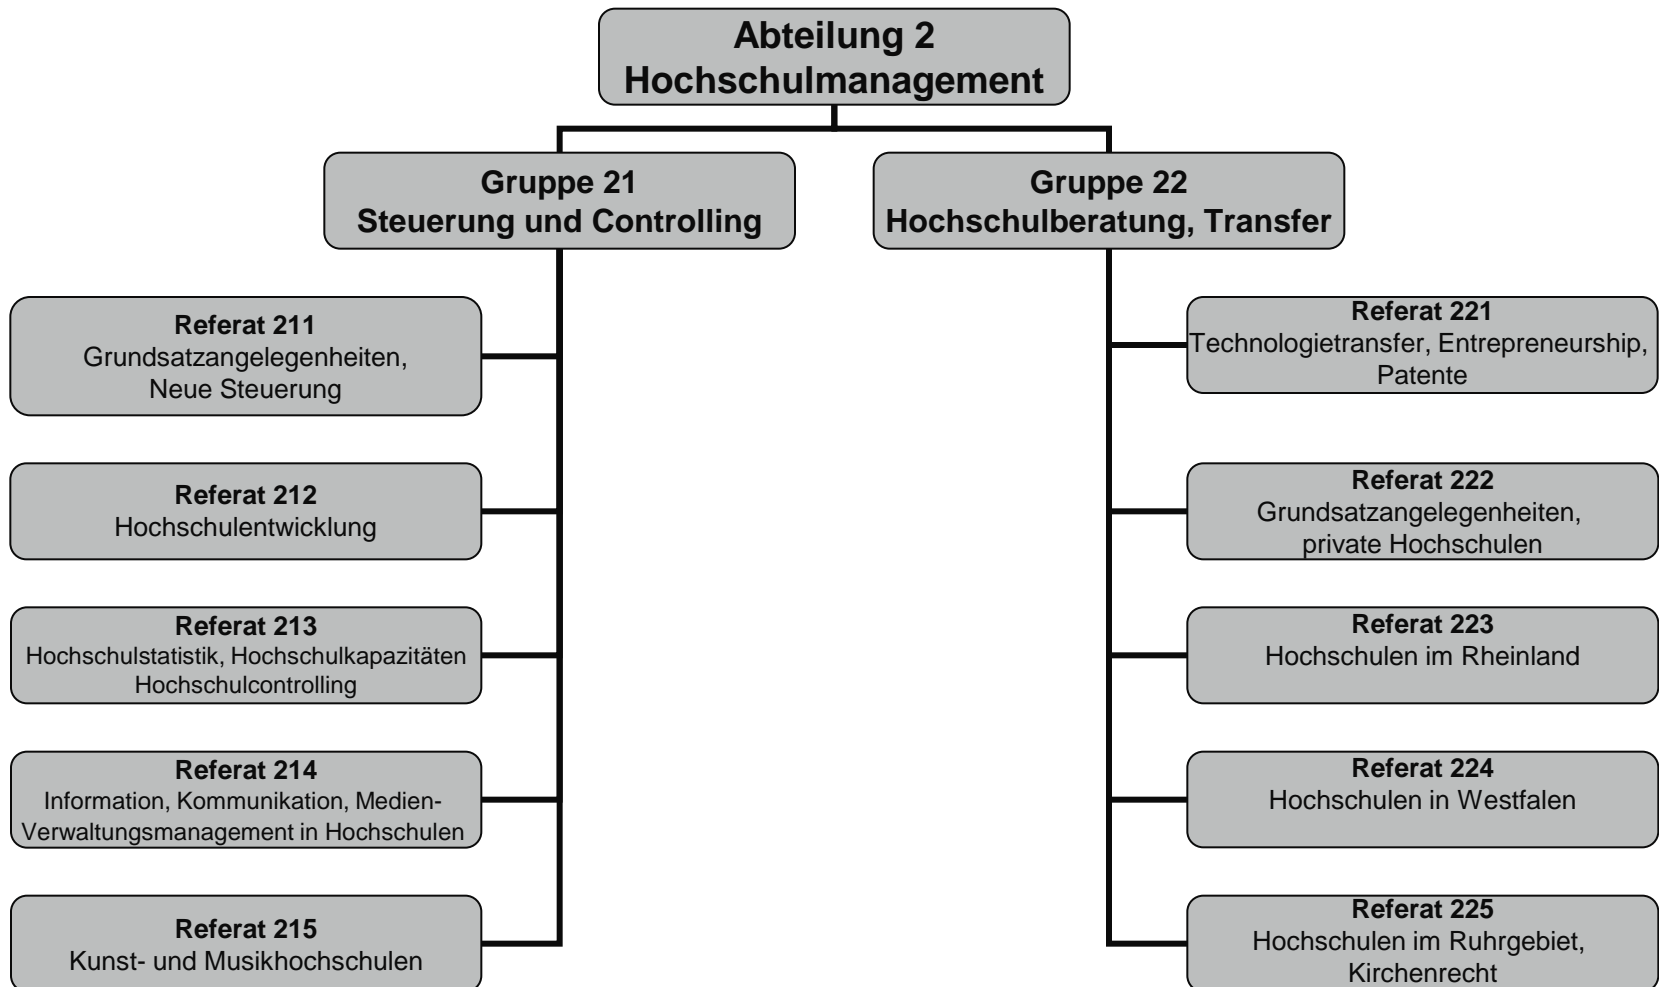 Abteilung 2
Hochschulmanagement
Gruppe 21
Steuerung und Controlling
Gruppe 22
Hochschulberatung, Transfer
Referat 211
Grundsatzangelegenheiten,
Neue Steuerung
Referat 212
Hochschulentwicklung
Referat 213
Hochschulstatistik, Hochschulkapazitäten
Hochschulcontrolling
Referat 214
Information, Kommunikation, Medien-
Verwaltungsmanagement in Hochschulen
Referat 215
Kunst- und Musikhochschulen
Referat 221
Technologietransfer, Entrepreneurship,
Patente
Referat 222
Grundsatzangelegenheiten,
private Hochschulen
Referat 223
Hochschulen im Rheinland
Referat 224
Hochschulen in Westfalen
Referat 225
Hochschulen im Ruhrgebiet,
Kirchenrecht